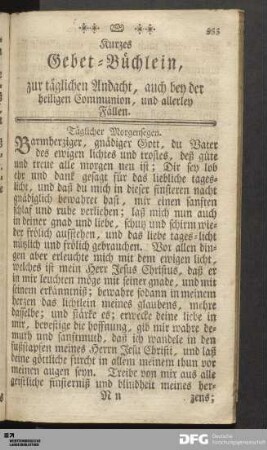 855
Kurzes
Gebet-Büchlein,
zur täglichen Andacht, auch bey der
heiligen Communion, und allerley
Fällen.
Täglicher Morgensegen.
Barmherziger, gnädiger Gott, du Vater
des ewigen lichtes und trostes, deß güte
und treue alle morgen neu ist; Dir sey lob
ehr und dank gesagt für das liebliche tages-
licht, und daß du mich in dieser finsteren nacht
gnädiglich bewahret hast, mir einen sanften
schlaf und ruhe verliehen; laß mich nun auch
in deiner gnad und liebe, schutz und schirm wie-
der frölich aufstehen, und das liebe tages-licht
nützlich und frölich gebrauchen. Vor allen din-
gen aber erleuchte mich mit dem ewigen licht,
welches ist mein Herr Jesus Christus, daß er
in mir leuchten möge mit seiner gnade, und mit
seinem erkänntniß; bewahre sodann in meinem
herzen das lichtlein meines glaubens, mehre
dasselbe; und stärke es; erwecke deine liebe in
mir, bevestige die hoffnung, gib mir wahre de-
muth und sanftmuth, daß ich wandele in den
fußstapfen meines Herrn Jesu Christi, und laß
deine göttliche furcht in allem meinem thun vor
meinen augen seyn. Treibe von mir aus alle
geistliche finsterniß und blindheit meines her-
N n
zens;
DFG
Deutsche
Forschungsgemeinschaft